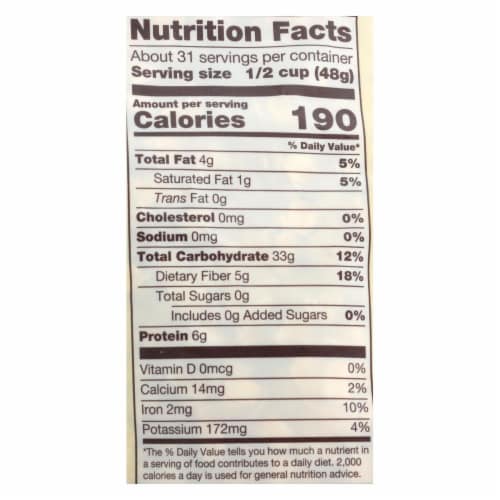 Nutrition Facts
About 31 servings per container
Serving size 1/2 cup (48g)
Amount per serving
Calories 190
% Daily Value*
Total Fat 4g 5%
Saturated Fat 1g 5%
Trans Fat 0g
Cholesterol 0mg 0%
Sodium 0mg 0%
Total Carbohydrate 33g 12%
Dietary Fiber 5g 18%
Total Sugars 0g
Includes 0g Added Sugars 0%
Protein 6g
Vitamin D 0mcg 0%
Calcium 14mg 2%
Iron 2mg 10%
Potassium 172mg 4%
*The % Daily Value tells you how much a nutrient in
a serving of food contributes to a daily diet. 2,000
calories a day is used for general nutrition advice.